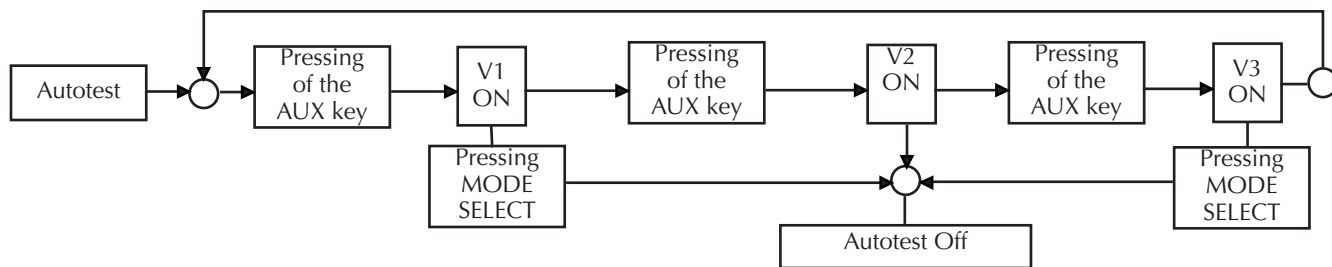 Autotest
Pressing
of the
AUX key
V1
ON
Pressing
of the
AUX key
V2
ON
Pressing
of the
AUX key
V3
ON
Pressing
MODE
SELECT
Pressing
MODE
SELECT
Autotest Off